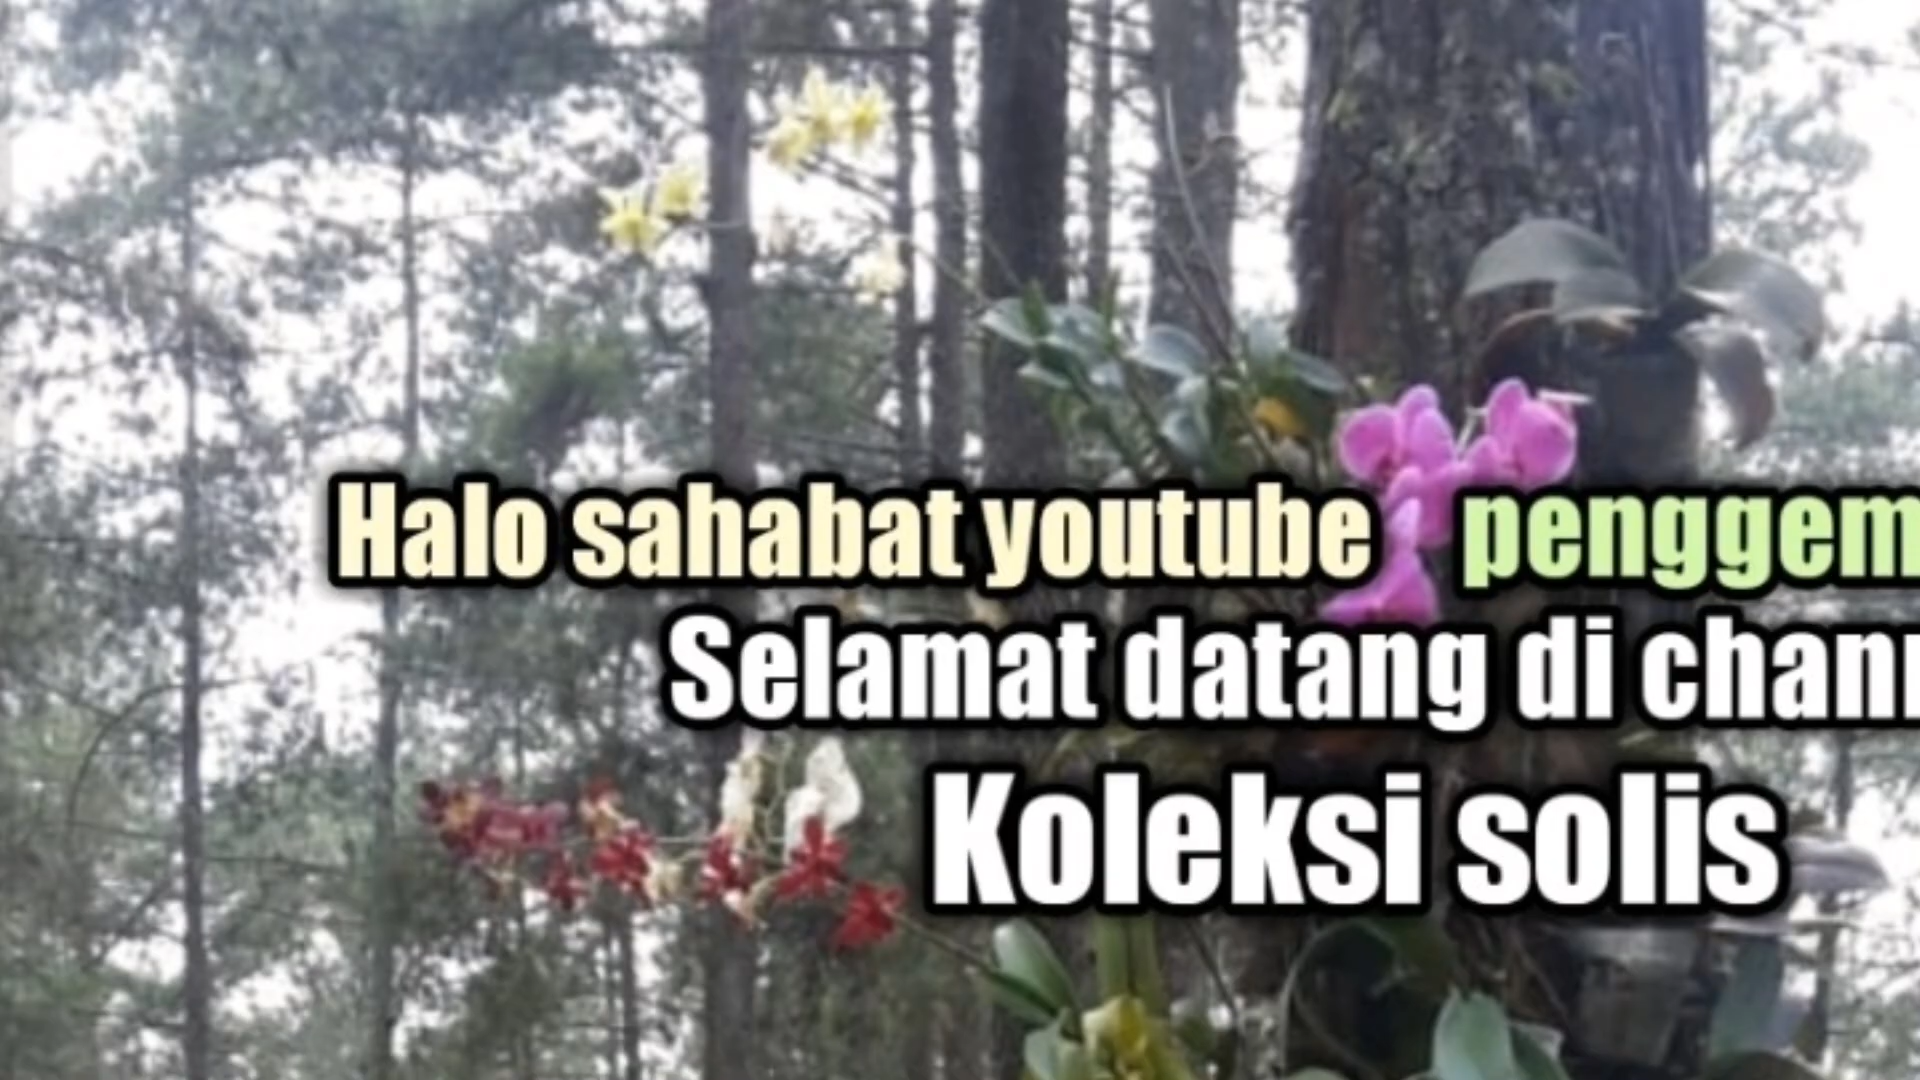 Halo sahabat youtube penggem
Selamat datang di chann
Koleksi solis